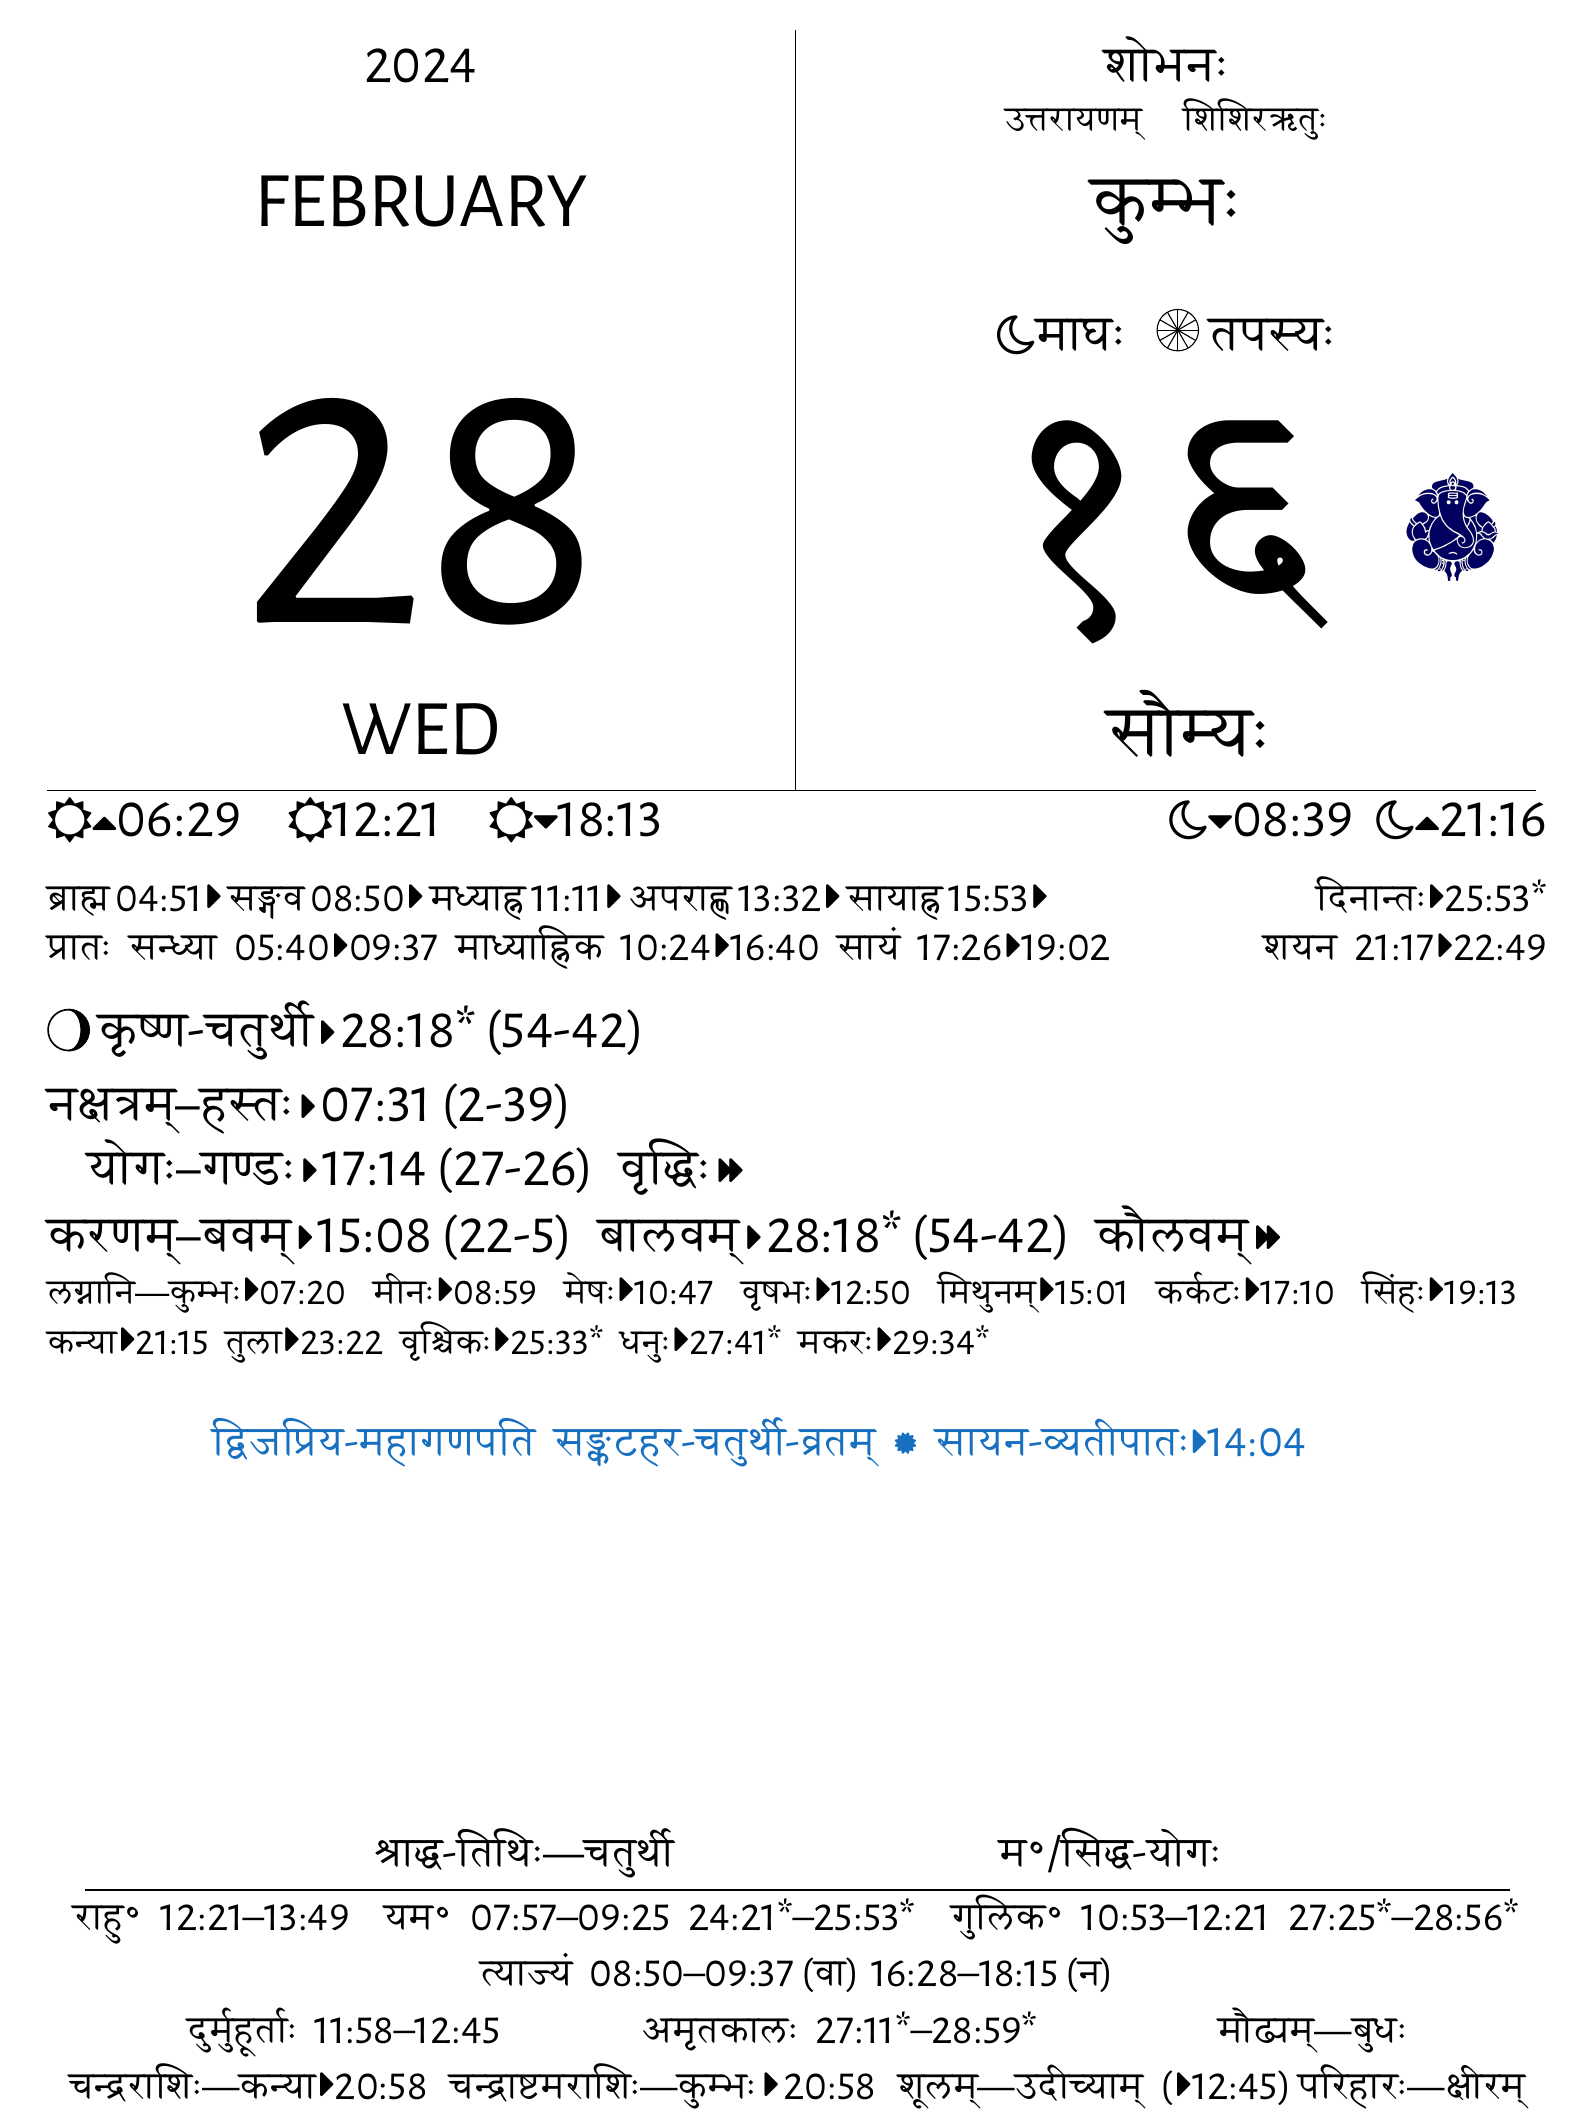 2024
FEBRUARY
28
WED
शोभनः
उत्तरायणम् शिशिरऋतुः
कुम्भः
माघः तपस्यः
१६
सौम्यः
06:29 12:21 18:13 08:39 21:16
ब्राह्म 04:51 सङ्गव 08:50 मध्याह्न 11:11 अपराह्ण 13:32 सायाह्न 15:53 दिनान्तः 25:53*
प्रातः सन्ध्या 05:40 09:37 माध्याह्निक 10:24 16:40 सायं 17:26 19:02 शयन 21:17 22:49
कृष्ण-चतुर्थी 28:18* (54-42)
नक्षत्रम्–हस्तः 07:31 (2-39)
योगः–गण्डः 17:14 (27-26) वृद्धिः
करणम्–बवम् 15:08 (22-5) बालवम् 28:18* (54-42) कौलवम्
लग्नानि—कुम्भः 07:20 मीनः 08:59 मेषः 10:47 वृषभः 12:50 मिथुनम् 15:01 कर्कटः 17:10 सिंहः 19:13
कन्या 21:15 तुला 23:22 वृश्चिकः 25:33* धनुः 27:41* मकरः 29:34*
द्विजप्रिय-महागणपति सङ्कटहर-चतुर्थी-व्रतम् सायन-व्यतीपातः 14:04
श्राद्ध-तिथिः—चतुर्थी म°/सिद्ध-योगः
राहु° 12:21–13:49 यम° 07:57–09:25 24:21*–25:53* गुलिक° 10:53–12:21 27:25*–28:56*
त्याज्यं 08:50–09:37 (वा) 16:28–18:15 (न)
दुर्मुहूर्ताः 11:58–12:45 अमृतकालः 27:11*–28:59* मौढ्यम्—बुधः
चन्द्रराशिः—कन्या 20:58 चन्द्राष्टमराशिः—कुम्भः 20:58 शूलम्—उदीच्याम् ( 12:45) परिहारः—क्षीरम्